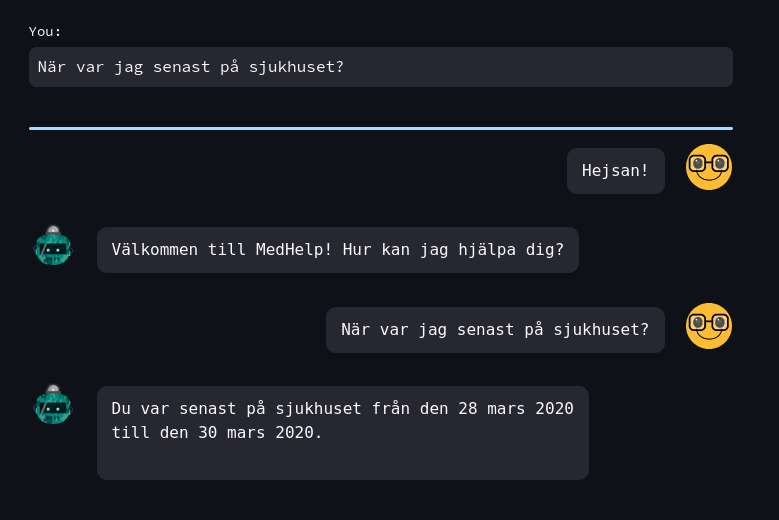 You:
När var jag senast på sjukhuset?
Hejsan!
Välkommen till MedHelp! Hur kan jag hjälpa dig?
När var jag senast på sjukhuset?
Du var senast på sjukhuset från den 28 mars 2020
till den 30 mars 2020.